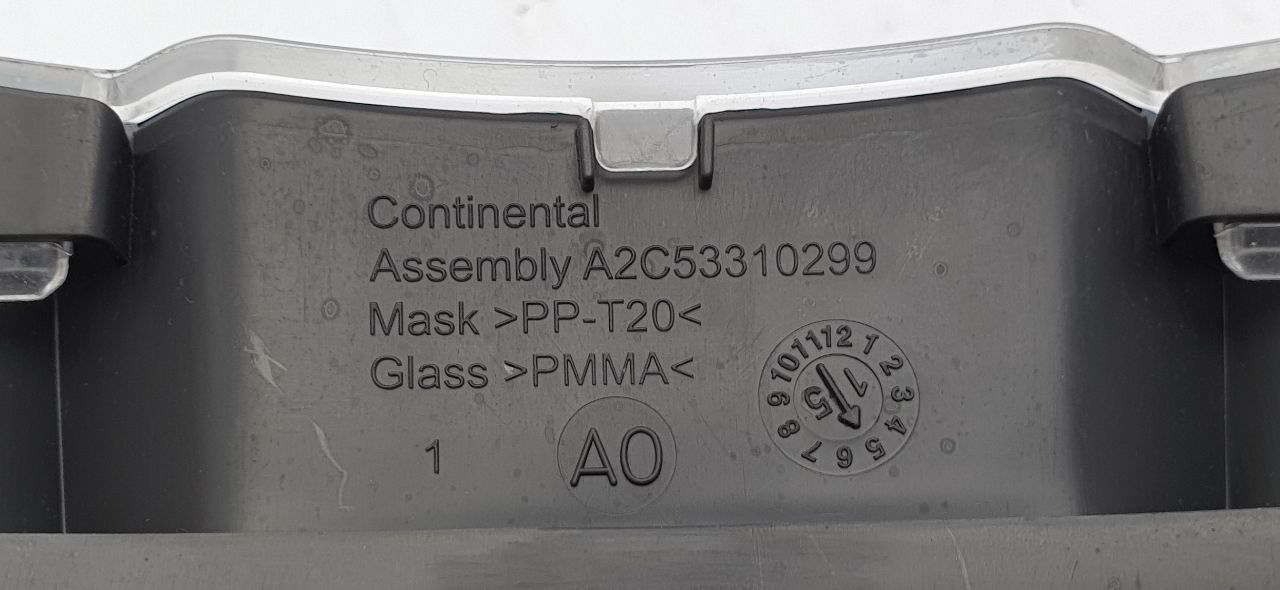 Continental
Assembly A2C53310299
Mask >PP-T20<
Glass >PMMA<
1
A0
1 2 3 4 5 6 7 8 9 10 11 12
15